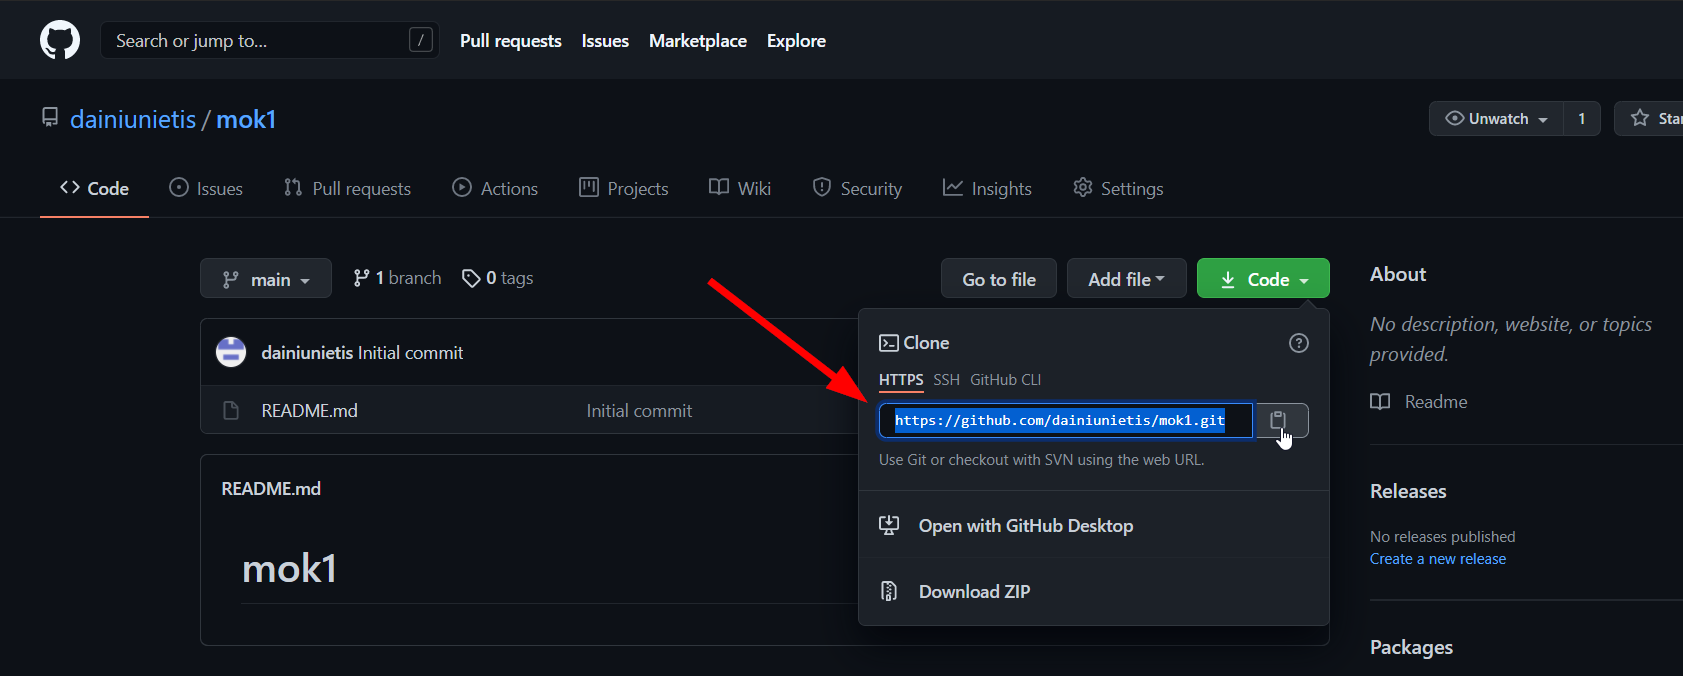 Search or jump to... /
Pull requests Issues Marketplace Explore
dainiunietis / mok1
Unwatch 1
Code Issues Pull requests Actions Projects Wiki Security Insights Settings
main 1 branch 0 tags
Go to file Add file Code
dainiunietis Initial commit
README.md Initial commit
README.md
mok1
Clone
HTTPS SSH GitHub CLI
https://github.com/dainiunietis/mok1.git
Use Git or checkout with SVN using the web URL.
Open with GitHub Desktop
Download ZIP
About
No description, website, or topics
provided.
Readme
Releases
No releases published
Create a new release
Packages